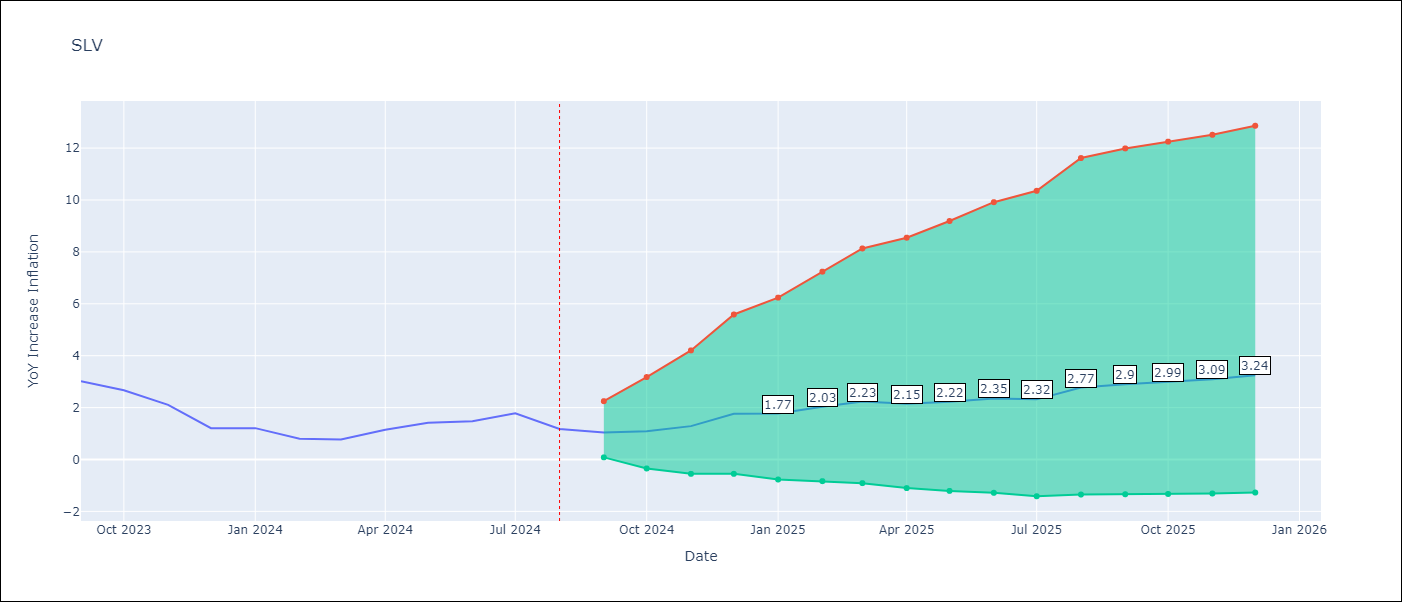 SLV
YoY Increase Inflation
12
10
8
6
4
2
0
−2
1.77
2.03
2.23
2.15
2.22
2.35
2.32
2.77
2.9
2.99
3.09
3.24
Oct 2023
Jan 2024
Apr 2024
Jul 2024
Oct 2024
Jan 2025
Apr 2025
Jul 2025
Oct 2025
Jan 2026
Date